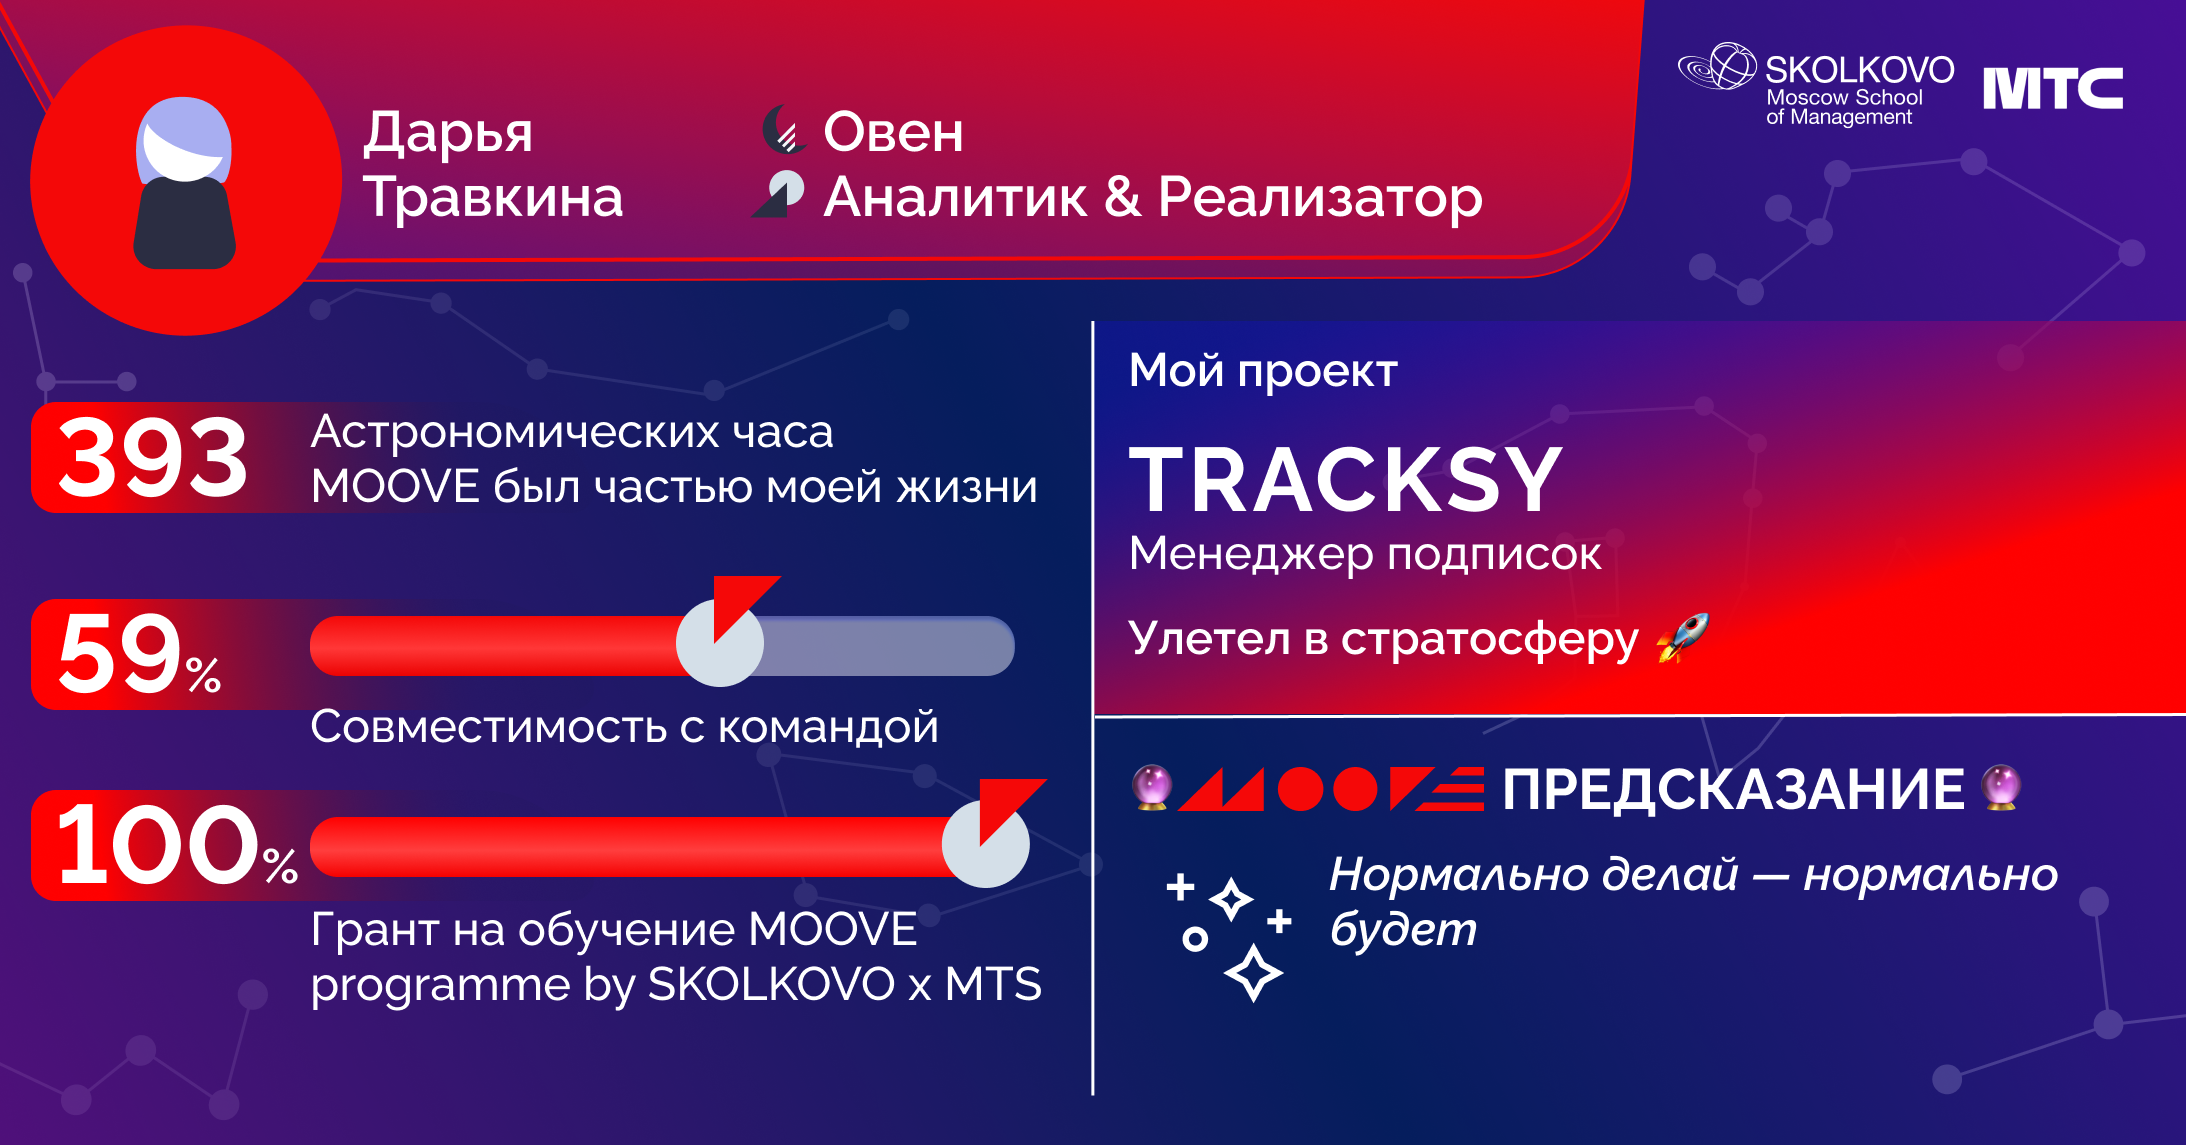 Дарья
Травкина
Овен
Аналитик & Реализатор
SKOLKOVO
Moscow School
of Management
МТС
393
Астрономических часа
MOOVE был частью моей жизни
59%
Совместимость с командой
100%
Грант на обучение MOOVE
programme by SKOLKOVO x MTS
Мой проект
TRACKSY
Менеджер подписок
Улетел в стратосферу 🚀
🔮 MOOVE ПРЕДСКАЗАНИЕ 🔮
Нормально делай — нормально
будет